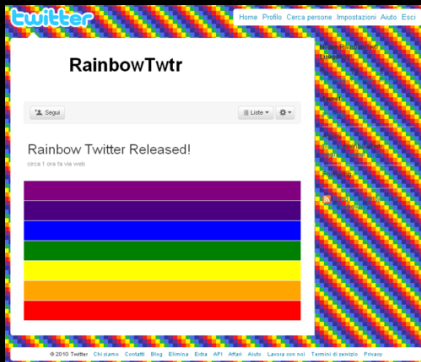 twitter
Home Profilo Cerca persone Impostazioni Aiuto Esci
RainbowTwtr
Segui
Liste
Rainbow Twitter Released!
circa 1 ora fa via web
© 2010 Twitter Chi siamo Contatti Blog Elimina Extra API Affari Aiuto Lavora con noi Termini di servizio Privacy